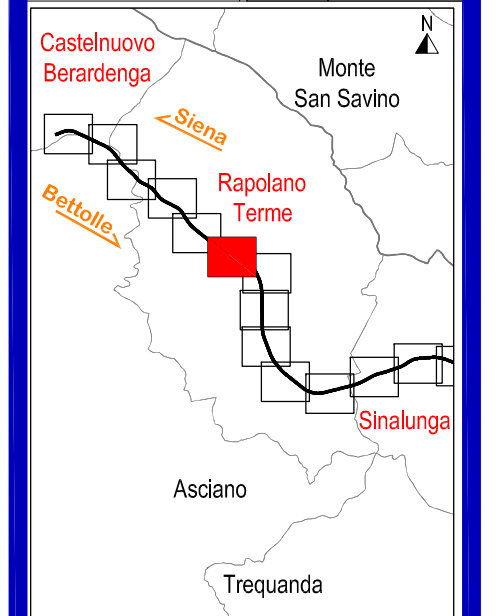 N
Castelnuovo
Berardenga
Monte
San Savino
Siena
Rapolano
Terme
Bettolle
Sinalunga
Asciano
Trequanda